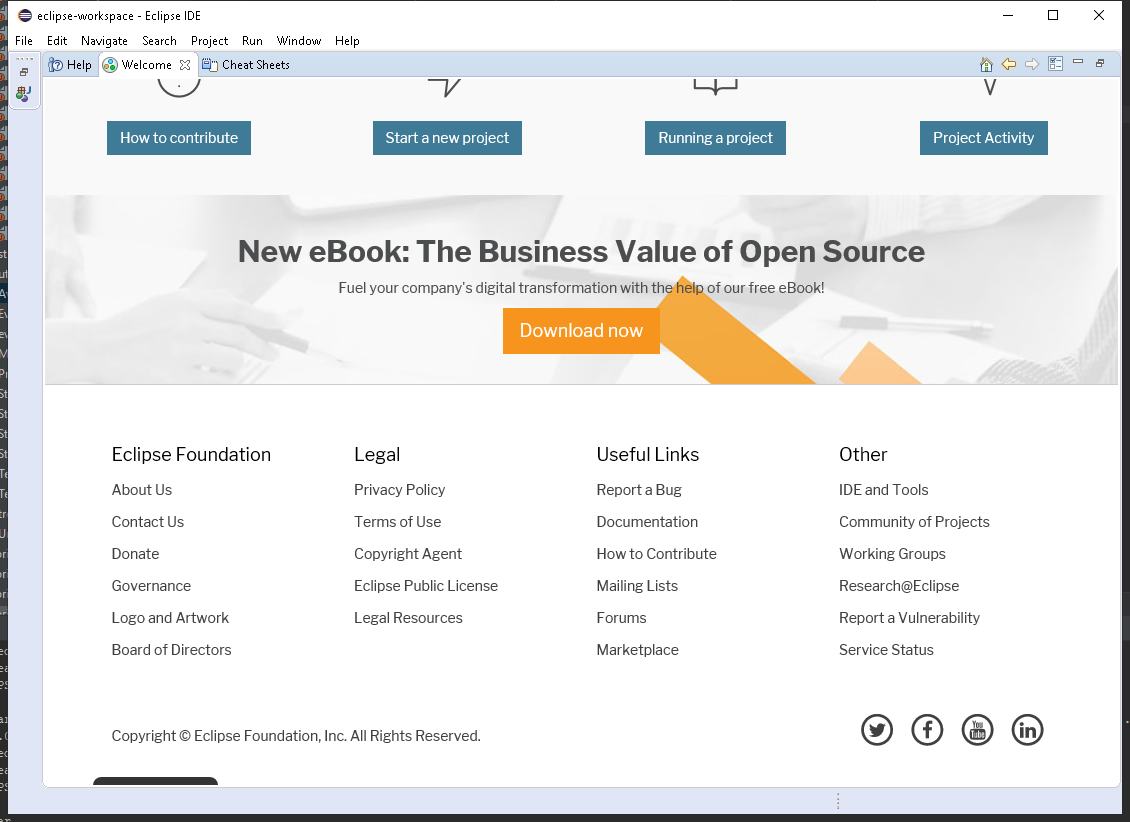 eclipse-workspace - Eclipse IDE
File Edit Navigate Search Project Run Window Help
Help Welcome Cheat Sheets
How to contribute Start a new project Running a project Project Activity
New eBook: The Business Value of Open Source
Fuel your company's digital transformation with the help of our free eBook!
Download now
Eclipse Foundation Legal Useful Links Other
About Us Privacy Policy Report a Bug IDE and Tools
Contact Us Terms of Use Documentation Community of Projects
Donate Copyright Agent How to Contribute Working Groups
Governance Eclipse Public License Mailing Lists Research@Eclipse
Logo and Artwork Legal Resources Forums Report a Vulnerability
Board of Directors Marketplace Service Status
Copyright © Eclipse Foundation, Inc. All Rights Reserved.
You Tube
in